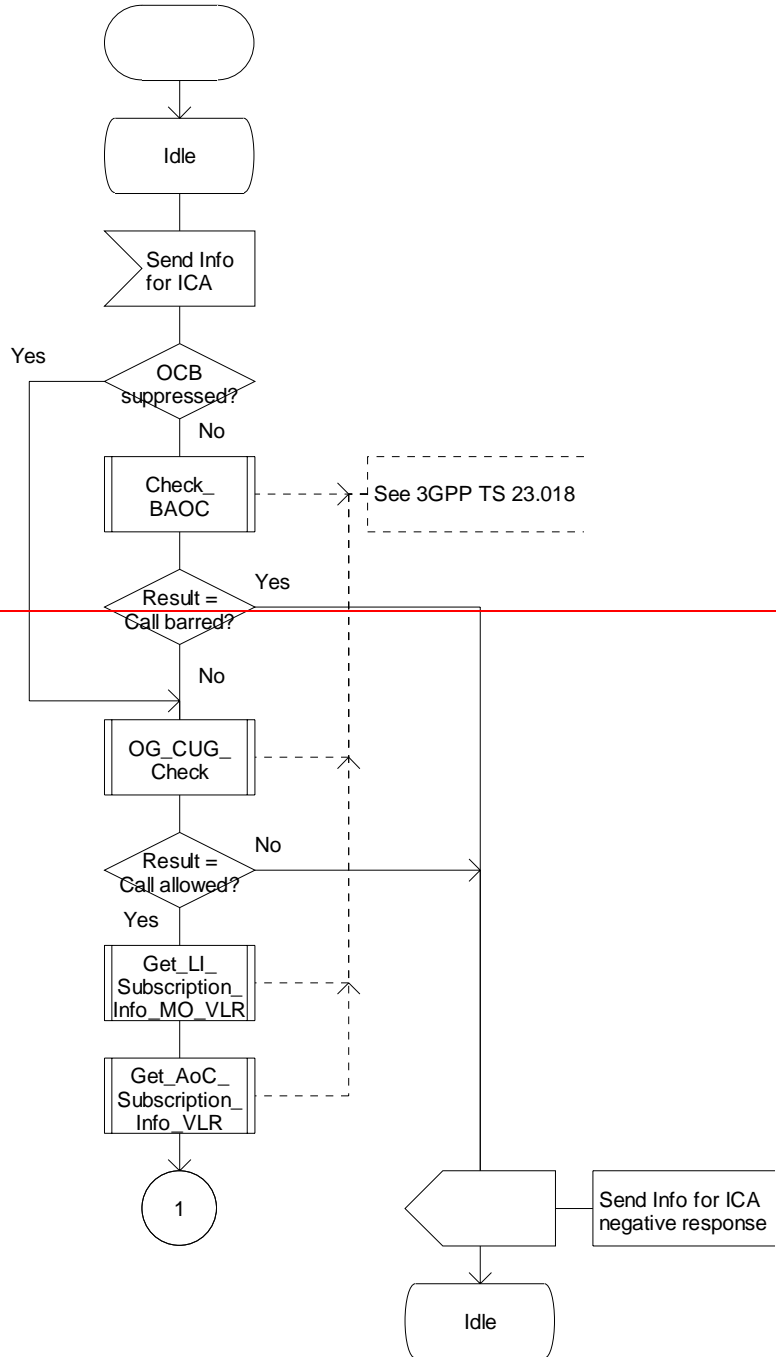 Idle
Send Info
for ICA
Yes
OCB
suppressed?
No
Check_
BAOC
See 3GPP TS 23.018
Result =
Call barred?
Yes
No
OG_CUG_
Check
Result =
Call allowed?
No
Yes
Get_LI_
Subscription_
Info_MO_VLR
Get_AoC_
Subscription_
Info_VLR
1
Send Info for ICA
negative response
Idle